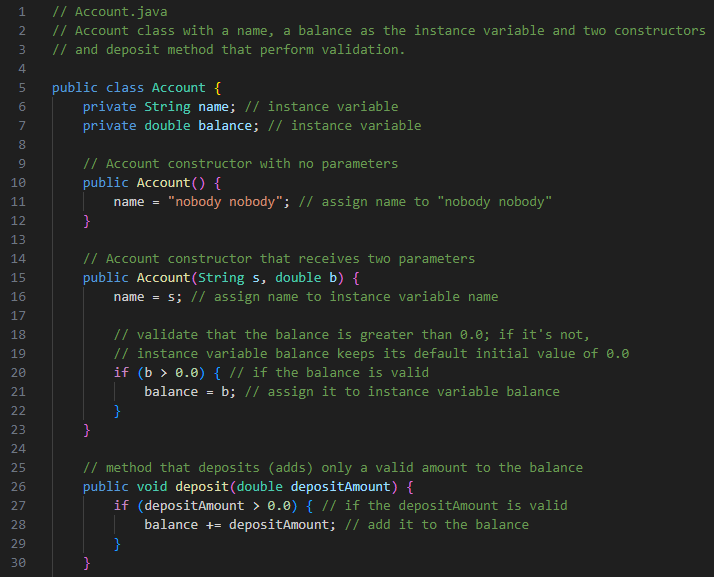 1 // Account.java
2 // Account class with a name, a balance as the instance variable and two constructors
3 // and deposit method that perform validation.
4
5 public class Account {
6     private String name; // instance variable
7     private double balance; // instance variable
8
9     // Account constructor with no parameters
10     public Account() {
11         name = "nobody nobody"; // assign name to "nobody nobody"
12     }
13
14     // Account constructor that receives two parameters
15     public Account(String s, double b) {
16         name = s; // assign name to instance variable name
17
18         // validate that the balance is greater than 0.0; if it's not,
19         // instance variable balance keeps its default initial value of 0.0
20         if (b > 0.0) { // if the balance is valid
21             balance = b; // assign it to instance variable balance
22         }
23     }
24
25     // method that deposits (adds) only a valid amount to the balance
26     public void deposit(double depositAmount) {
27         if (depositAmount > 0.0) { // if the depositAmount is valid
28             balance += depositAmount; // add it to the balance
29         }
30     }